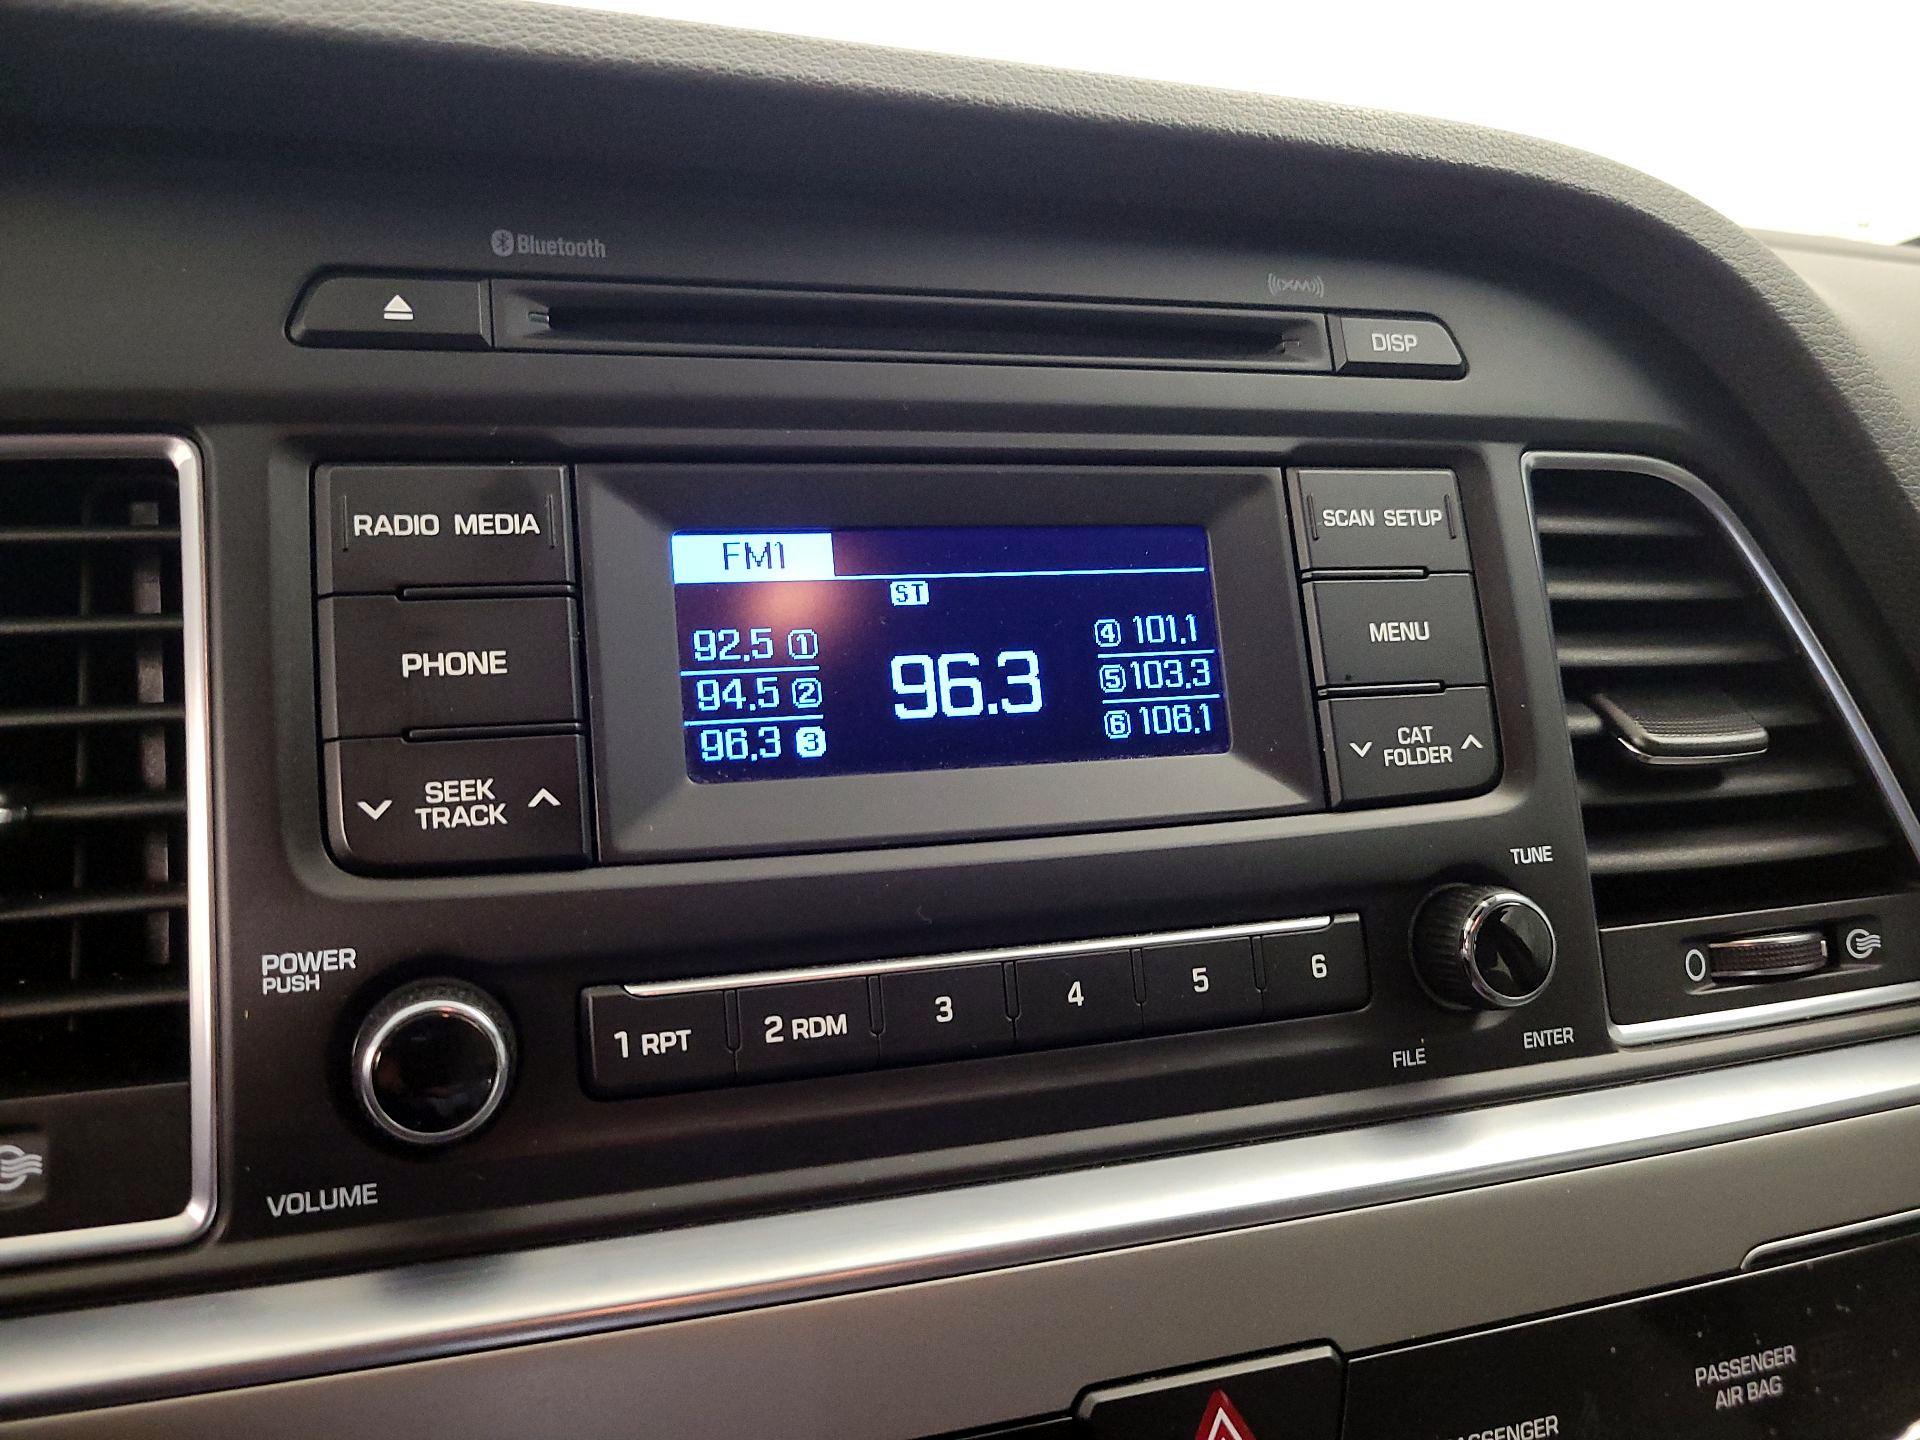 Bluetooth
((XM))
DISP
RADIO MEDIA
SCAN SETUP
FM1
ST
PHONE
MENU
92.5 1
94.5 2
96.3 3
96.3
4 101.1
5 103.3
6 106.1
SEEK
TRACK
CAT
FOLDER
TUNE
POWER
PUSH
1 RPT
2 RDM
3
4
5
6
FILE
ENTER
VOLUME
PASSENGER
AIR BAG